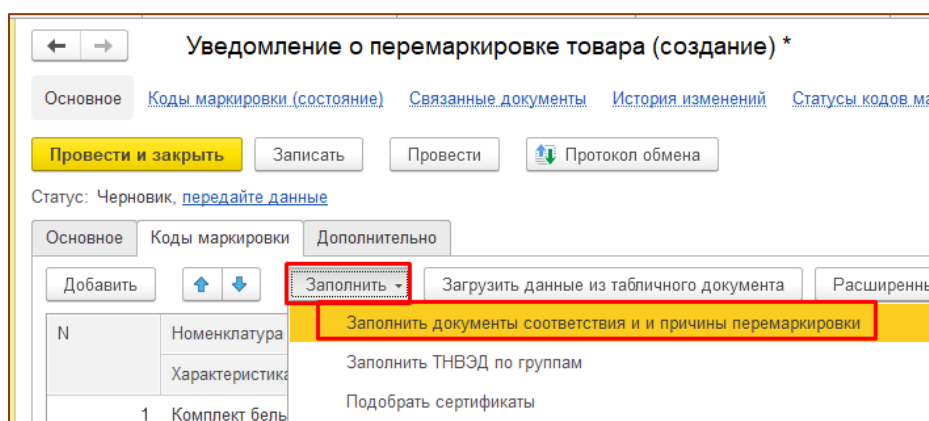 Уведомление о перемаркировке товара (создание) *
Основное Коды маркировки (состояние) Связанные документы История изменений Статусы кодов ма
Провести и закрыть Записать Провести Протокол обмена
Статус: Черновик, передайте данные
Основное Коды маркировки Дополнительно
Добавить Заполнить Загрузить данные из табличного документа Расширенны
N Номенклатура Заполнить документы соответствия и и причины перемаркировки
Заполнить ТНВЭД по группам
Характеристика
Подобрать сертификаты
1 Комплект бель